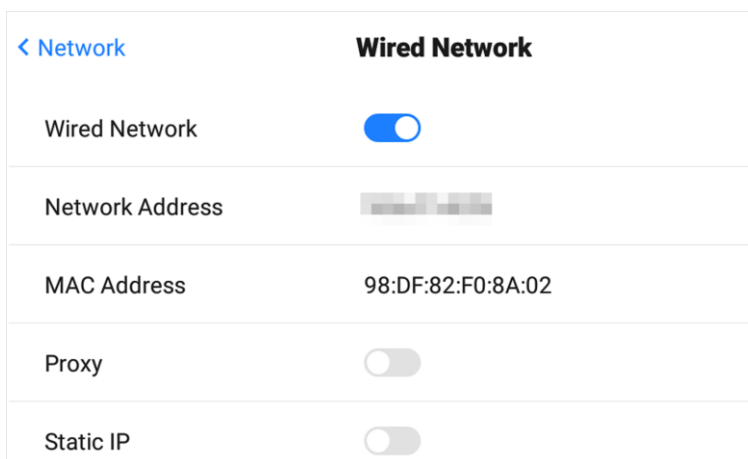 Network
Wired Network
Wired Network
Network Address
MAC Address 98:DF:82:F0:8A:02
Proxy
Static IP